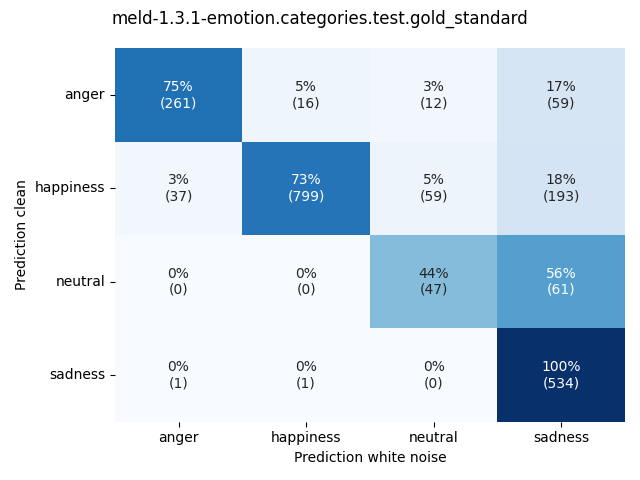 meld-1.3.1-emotion.categories.test.gold_standard
Prediction clean
anger
75% 5% 3% 17%
(261) (16) (12) (59)
happiness
3% 73% 5% 18%
(37) (799) (59) (193)
neutral
0% 0% 44% 56%
(0) (0) (47) (61)
sadness
0% 0% 0% 100%
(1) (1) (0) (534)
anger happiness neutral sadness
Prediction white noise